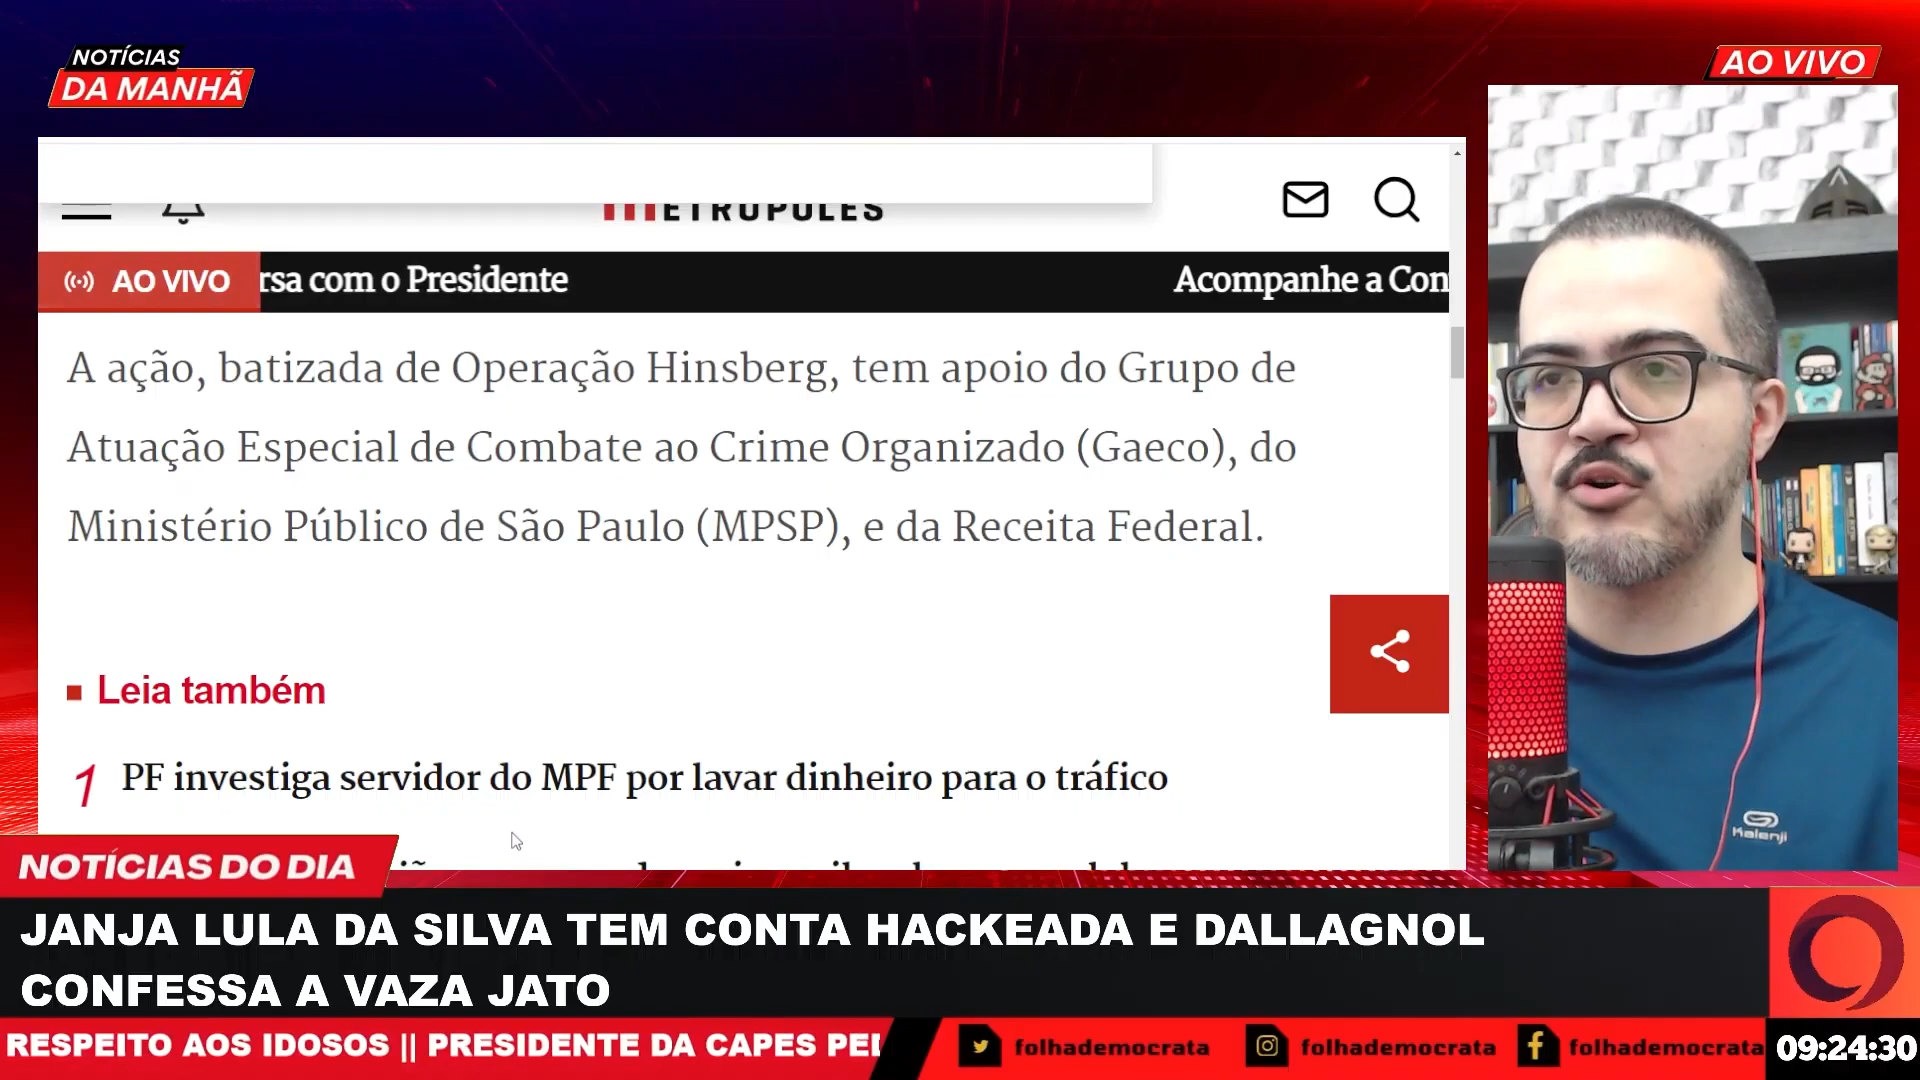 NOTÍCIAS
DA MANHÃ
AO VIVO
METRÓPOLES
AO VIVO
rsa com o Presidente
Acompanhe a Con
A ação, batizada de Operação Hinsberg, tem apoio do Grupo de
Atuação Especial de Combate ao Crime Organizado (Gaeco), do
Ministério Público de São Paulo (MPSP), e da Receita Federal.
Leia também
1 PF investiga servidor do MPF por lavar dinheiro para o tráfico
Kalenji
NOTÍCIAS DO DIA
JANJA LULA DA SILVA TEM CONTA HACKEADA E DALLAGNOL
CONFESSA A VAZA JATO
RESPEITO AOS IDOSOS || PRESIDENTE DA CAPES PE
folhademocrata
folhademocrata
folhademocrata
09:24:30